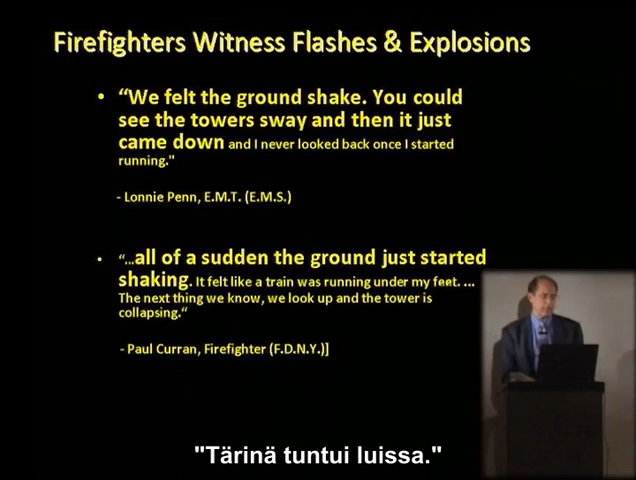 Firefighters Witness Flashes & Explosions
• “We felt the ground shake. You could
see the towers sway and then it just
came down and I never looked back once I started
running."
- Lonnie Penn, E.M.T. (E.M.S.)
• “...all of a sudden the ground just started
shaking. It felt like a train was running under my feet. ...
The next thing we know, we look up and the tower is
collapsing.“
- Paul Curran, Firefighter (F.D.N.Y.)]
"Tärinä tuntui luissa."